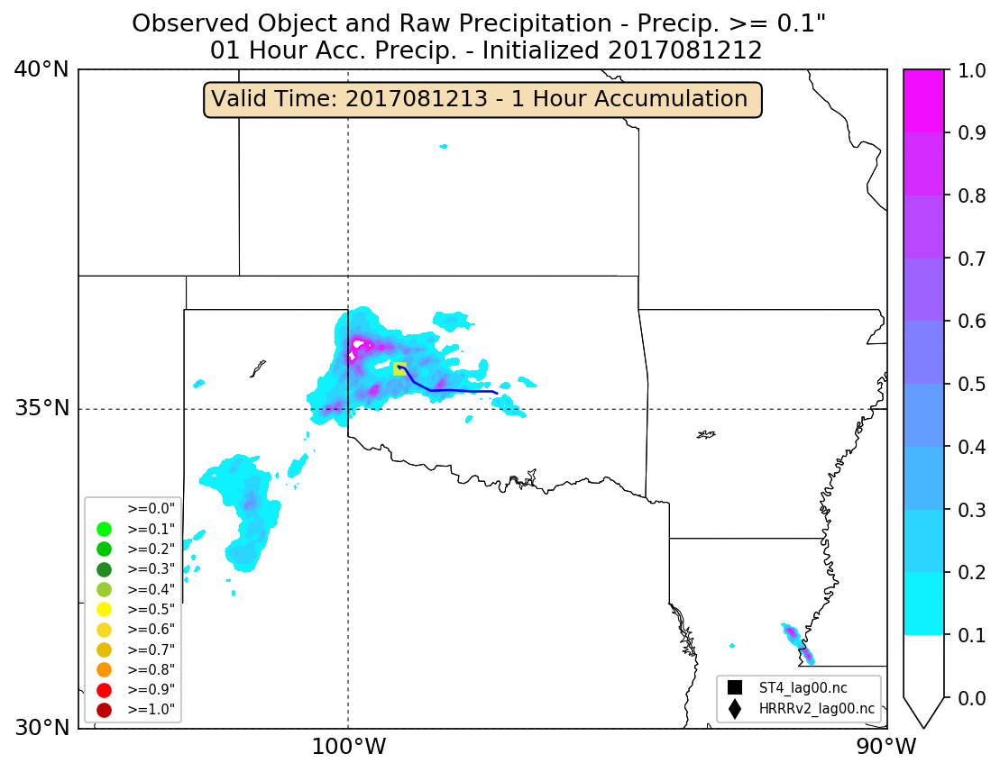 Observed Object and Raw Precipitation - Precip. >= 0.1"
01 Hour Acc. Precip. - Initialized 2017081212
Valid Time: 2017081213 - 1 Hour Accumulation
40°N
35°N
30°N
100°W
90°W
>=0.0"
>=0.1"
>=0.2"
>=0.3"
>=0.4"
>=0.5"
>=0.6"
>=0.7"
>=0.8"
>=0.9"
>=1.0"
ST4_lag00.nc
HRRRv2_lag00.nc
1.0
0.9
0.8
0.7
0.6
0.5
0.4
0.3
0.2
0.1
0.0